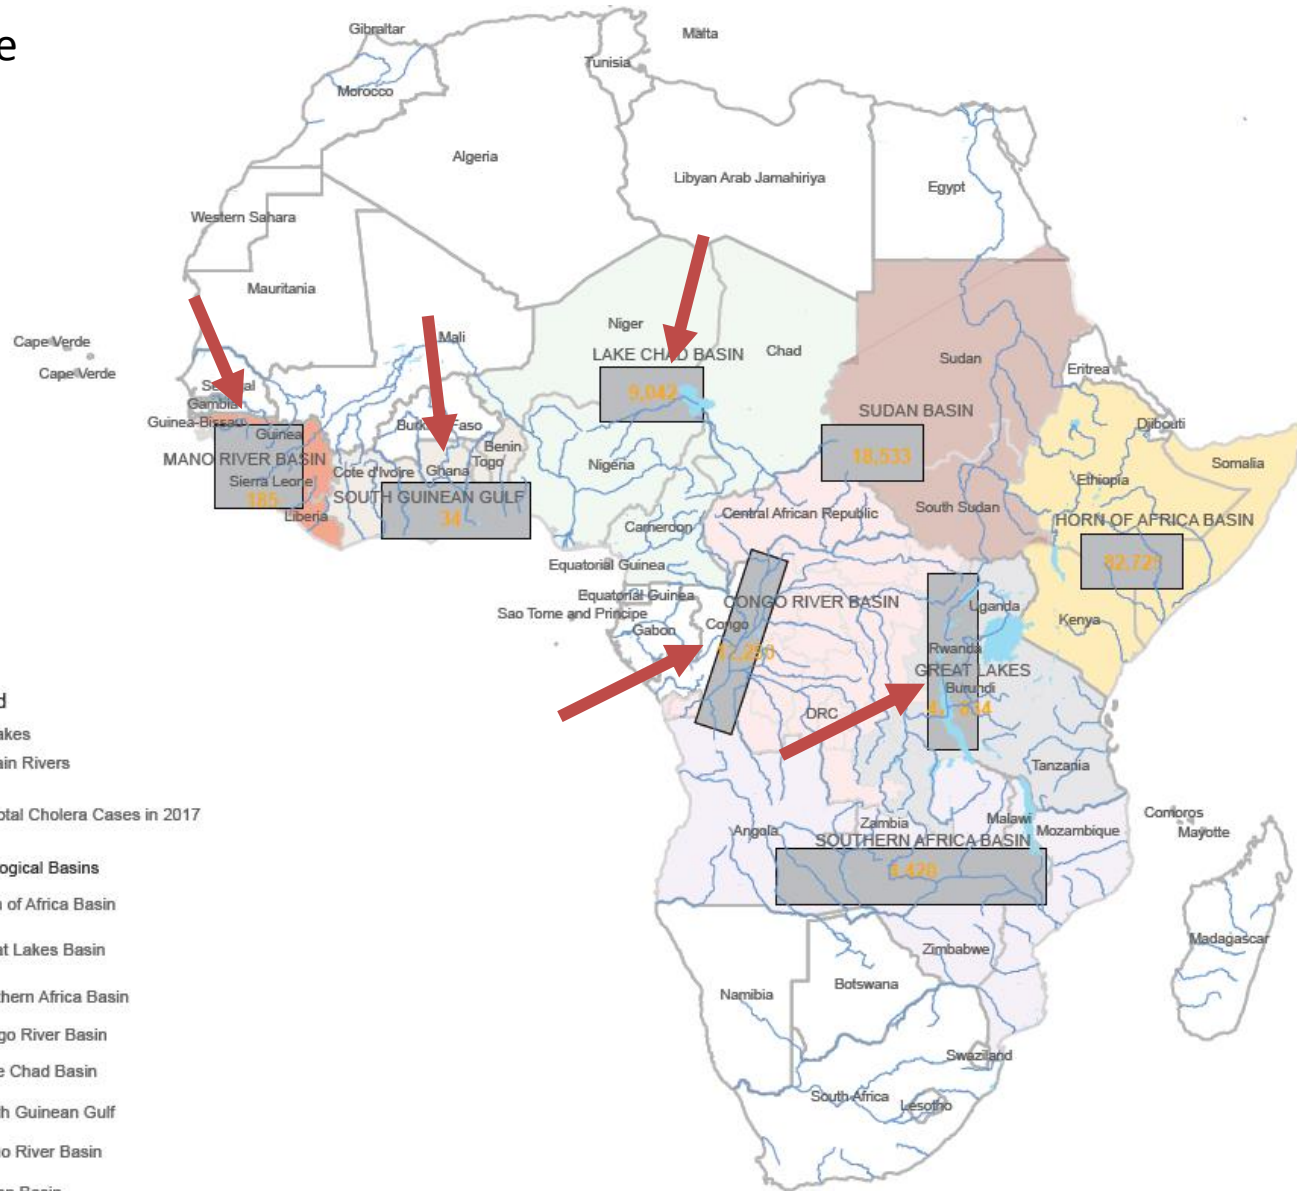 e
Gibraltar
Malta
Tunisia
Morocco
Algeria
Libyan Arab Jamahiriya
Egypt
Western Sahara
Mauritania
Niger
Mali
Cape Verde
LAKE CHAD BASIN
Chad
Sudan
Cape Verde
Eritrea
9,042
Gambia
SUDAN BASIN
Guinea-Bissau
Djibouti
Guinea
Benin
MANO RIVER BASIN
Togo
Nigeria
18,533
Somalia
Cote d'Ivoire
Ghana
Sierra Leone
Ethiopia
185
SOUTH GUINEAN GULF
34
South Sudan
Central African Republic
Liberia
HORN OF AFRICA BASIN
Cameroon
Equatorial Guinea
Equatorial Guinea
CONGO RIVER BASIN
Uganda
Sao Tome and Principe
Congo
Kenya
Gabon
Rwanda
GREAT LAKES
Burundi
DRC
d
akes
ain Rivers
Tanzania
otal Cholera Cases in 2017
Comoros
Malawi
Mayotte
Zambia
Angola
Mozambique
SOUTHERN AFRICA BASIN
ogical Basins
n of Africa Basin
Madagascar
at Lakes Basin
Zimbabwe
Botswana
thern Africa Basin
Namibia
go River Basin
Swaziland
e Chad Basin
South Africa
Lesotho
th Guinean Gulf
o River Basin